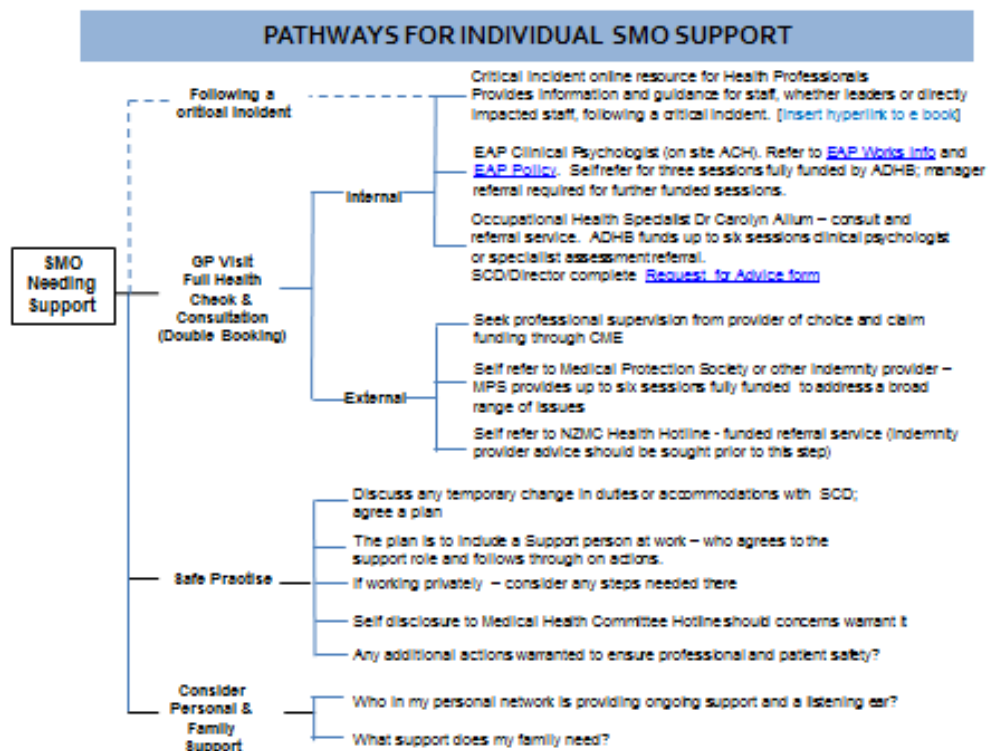 PATHWAYS FOR INDIVIDUAL SMO SUPPORT
SMO
Needing
Support
Following a
critical incident
Critical Incident online resource for Health Professionals
Provides information and guidance for staff, whether leaders or directly
impacted staff, following a critical incident. [insert hyperlink to e book]
GP Visit
Full Health
Check &
Consultation
(Double Booking)
Internal
EAP Clinical Psychologist (on site ACH). Refer to EAP Works Info and
EAP Policy. Self refer for three sessions fully funded by ADHB; manager
referral required for further funded sessions.
Occupational Health Specialist Dr Carolyn Allum – consult and
referral service. ADHB funds up to six sessions clinical psychologist
or specialist assessment referral.
SCD/Director complete Request for Advice form
External
Seek professional supervision from provider of choice and claim
funding through CME
Self refer to Medical Protection Society or other indemnity provider –
MPS provides up to six sessions fully funded to address a broad
range of issues
Self refer to NZMC Health Hotline - funded referral service (indemnity
provider advice should be sought prior to this step)
Safe Practise
Discuss any temporary change in duties or accommodations with SCD;
agree a plan
The plan is to include a Support person at work – who agrees to the
support role and follows through on actions.
If working privately – consider any steps needed there
Self disclosure to Medical Health Committee Hotline should concerns warrant it
Any additional actions warranted to ensure professional and patient safety?
Consider
Personal &
Family
Support
Who in my personal network is providing ongoing support and a listening ear?
What support does my family need?